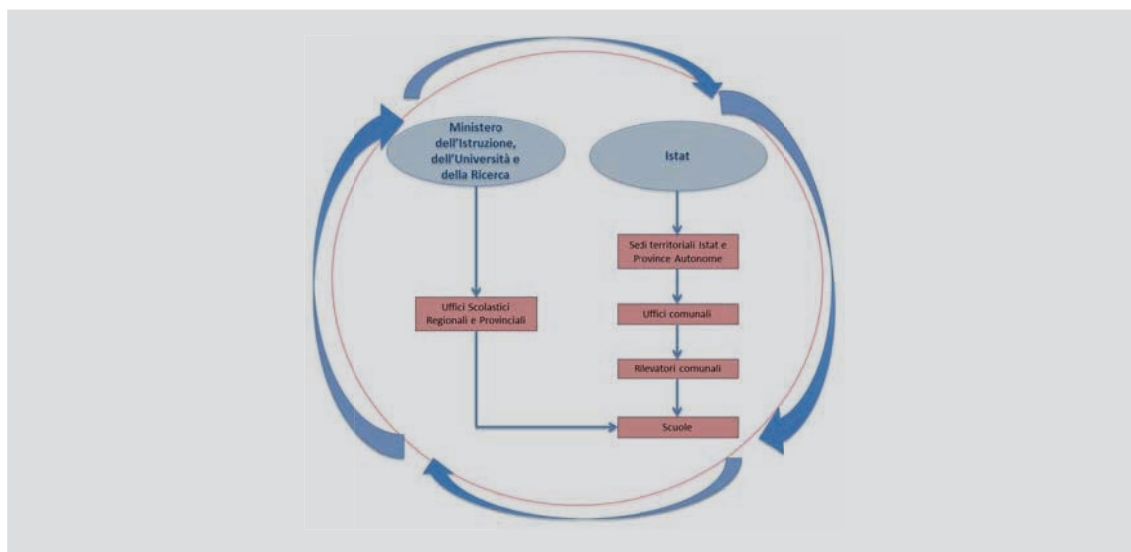 Ministero
dell'Istruzione,
dell'Università e
della Ricerca
Istat
Sedi territoriali Istat e
Province Autonome
Uffici Scolastici
Regionali e Provinciali
Uffici comunali
Rilevatori comunali
Scuole